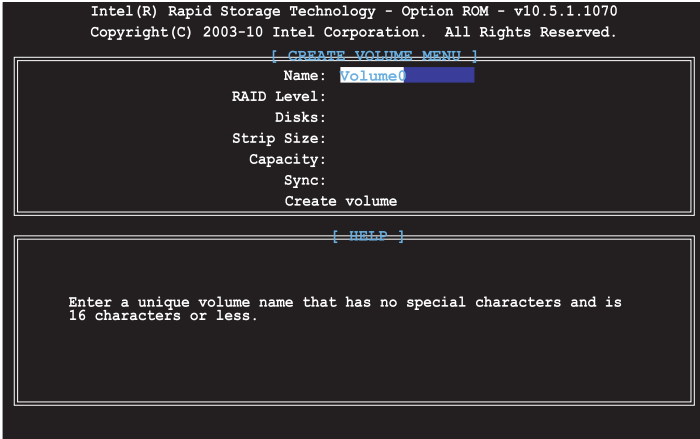 Intel(R) Rapid Storage Technology - Option ROM - v10.5.1.1070
Copyright(C) 2003-10 Intel Corporation. All Rights Reserved.
[ CREATE VOLUME MENU ]
Name: Volume0
RAID Level:
Disks:
Strip Size:
Capacity:
Sync:
Create volume
[ HELP ]
Enter a unique volume name that has no special characters and is
16 characters or less.